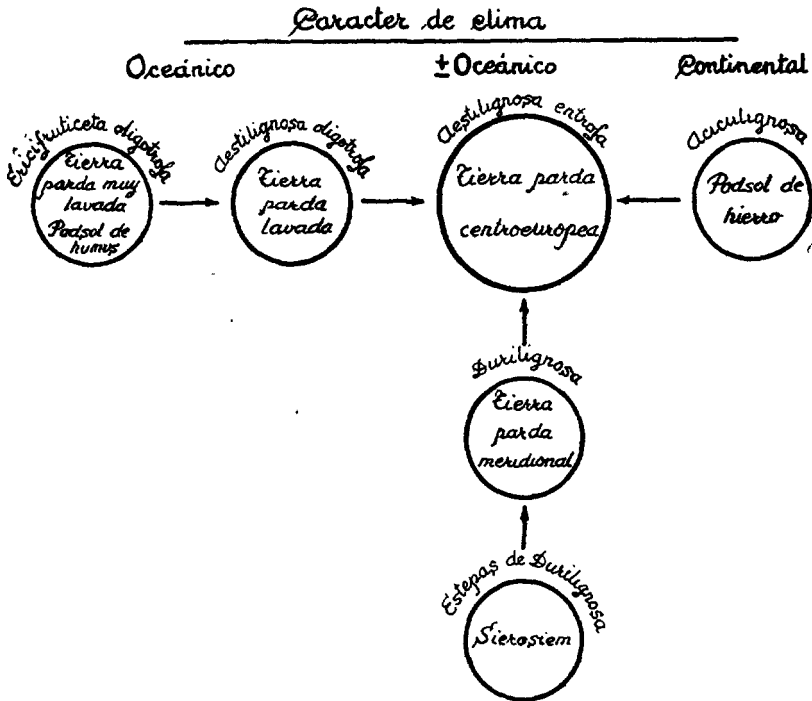 Caracter de clima
Oceánico
±Oceánico
Continental
Ericifruticeta oligotrofa
Tierra
parda muy
lavada
Podsol de
humus
Aestilignosa oligotrofa
Tierra
parda
lavada
Aestilignosa entrofa
Tierra parda
centroeuropea
Aciculignosa
Podsol de
hierro
Durilignosa
Tierra
parda
meridional
Estepas de Durilignosa
Sierosiem